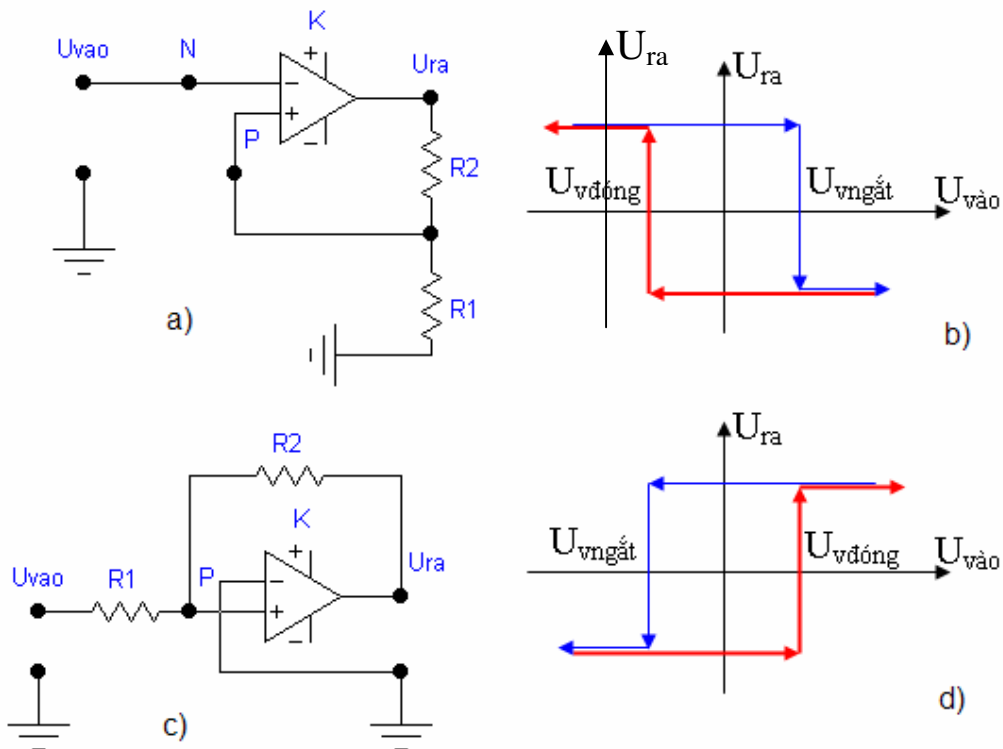 K
Uvao
N
Ura
+
−
+
−
P
R2
R1
a)
Ura
Ura
Uvđóng
Uvngắt
Uvào
b)
R2
K
Uvao
R1
P
Ura
+
−
+
−
c)
Ura
Uvngắt
Uvđóng
Uvào
d)